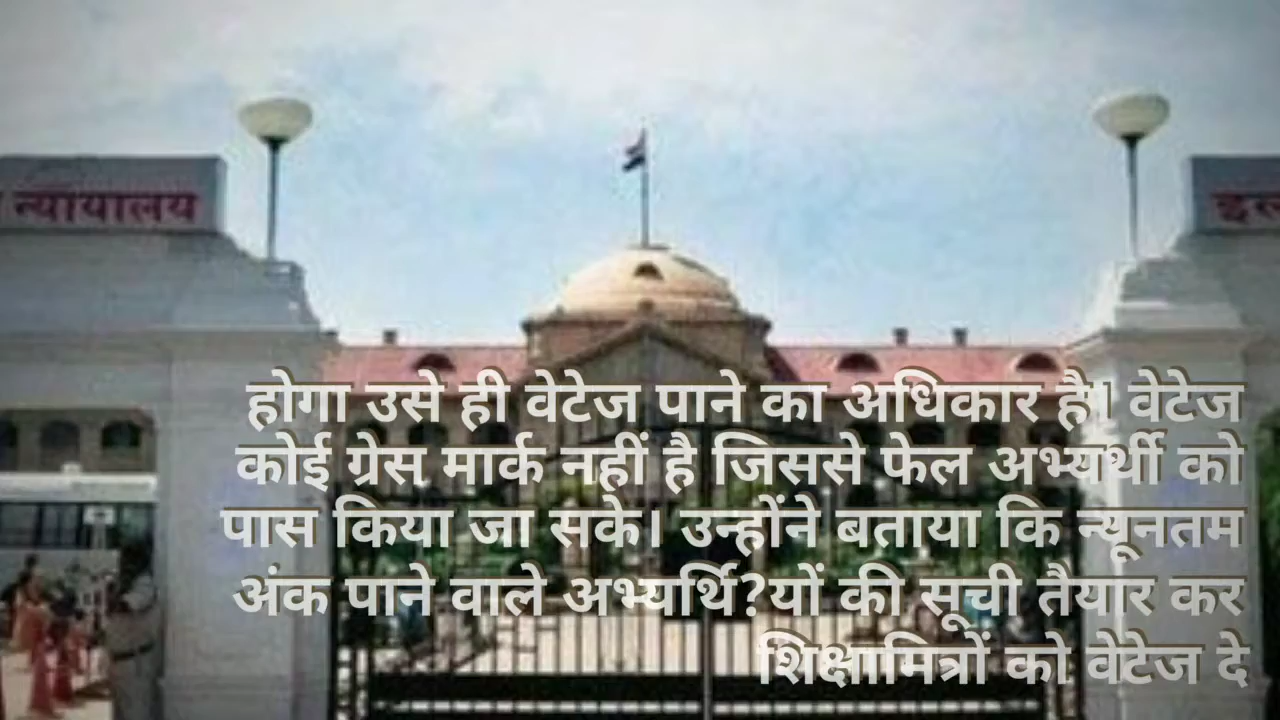 न्यायालय
होगा उसे ही वेटेज पाने का अधिकार है। वेटेज
कोई ग्रेस मार्क नहीं है जिससे फेल अभ्यर्थी को
पास किया जा सके। उन्होंने बताया कि न्यूनतम
अंक पाने वाले अभ्यर्थि?यों की सूची तैयार कर
शिक्षामित्रों को वेटेज दे